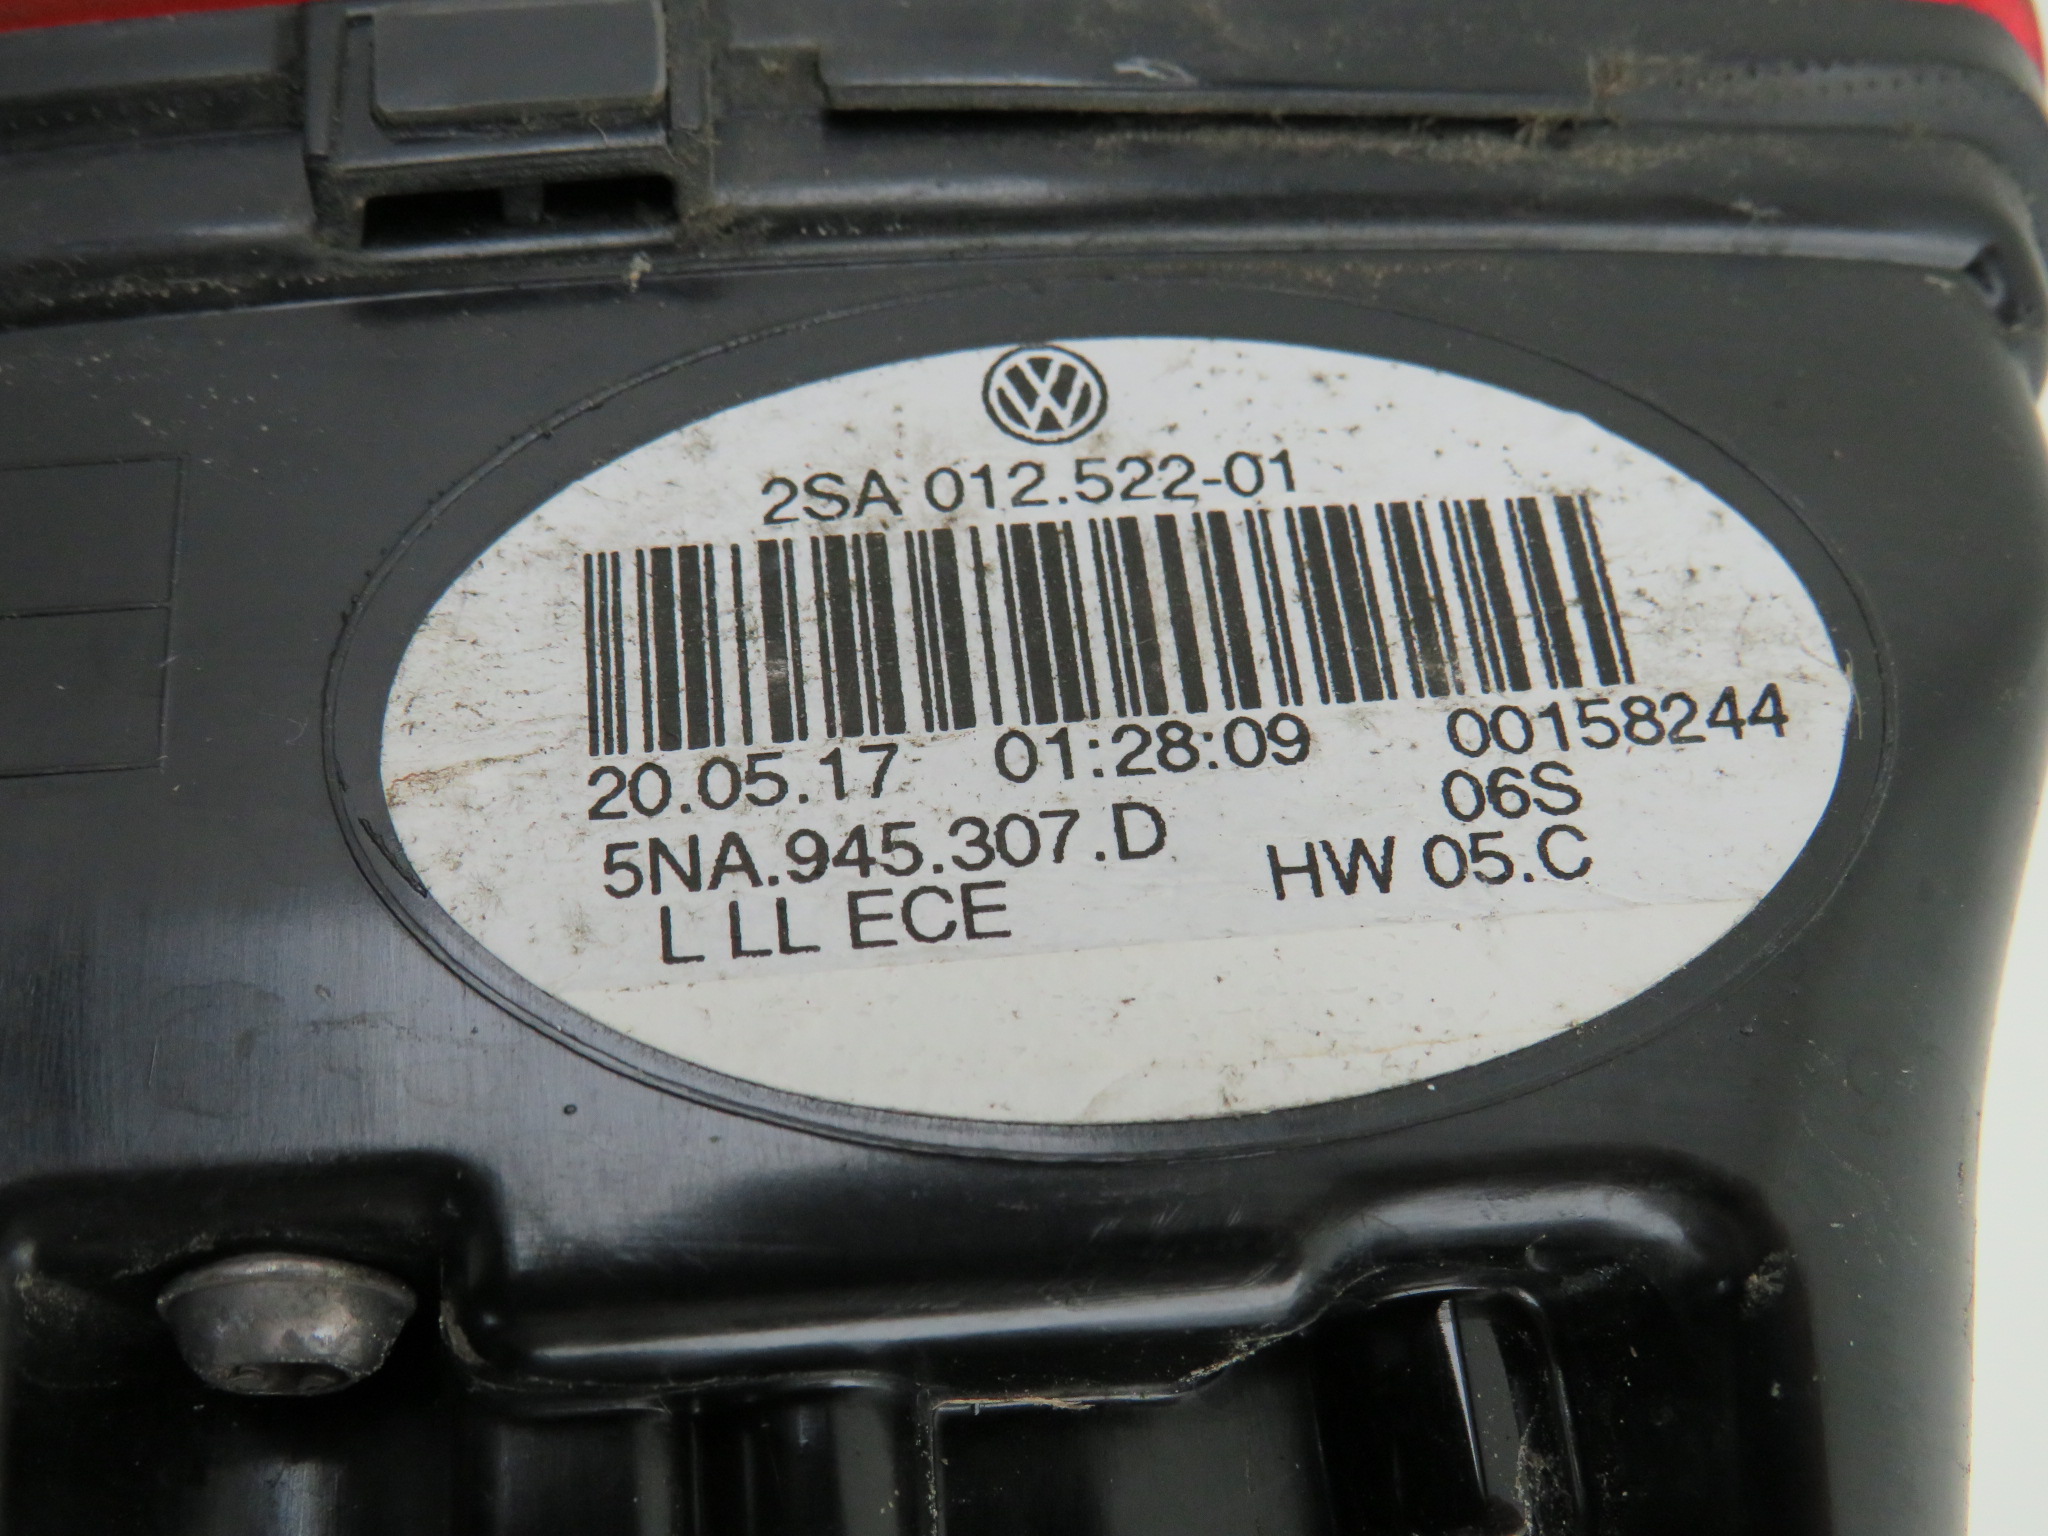 2SA 012.522-01
20.05.17 01:28:09 00158244
06S
5NA.945.307.D HW 05.C
L LL ECE